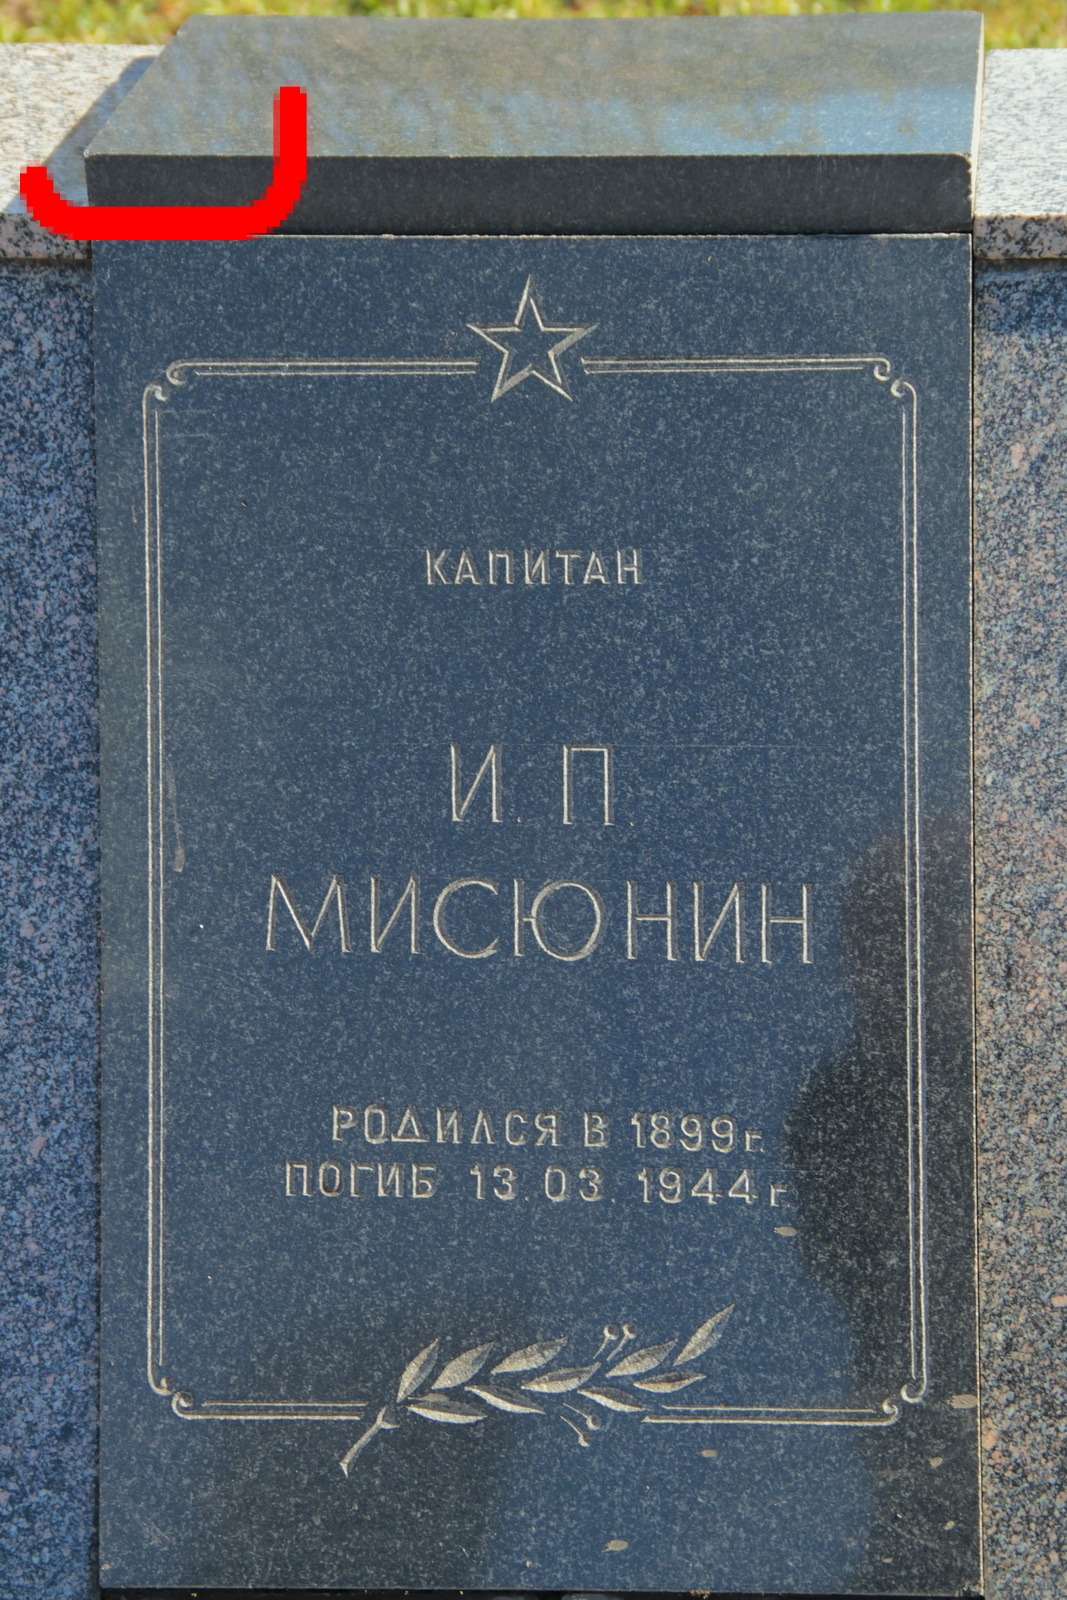 КАПИТАН
И. П
МИСЮНИН
РОДИЛСЯ В 1899г.
ПОГИБ 13.03.1944г